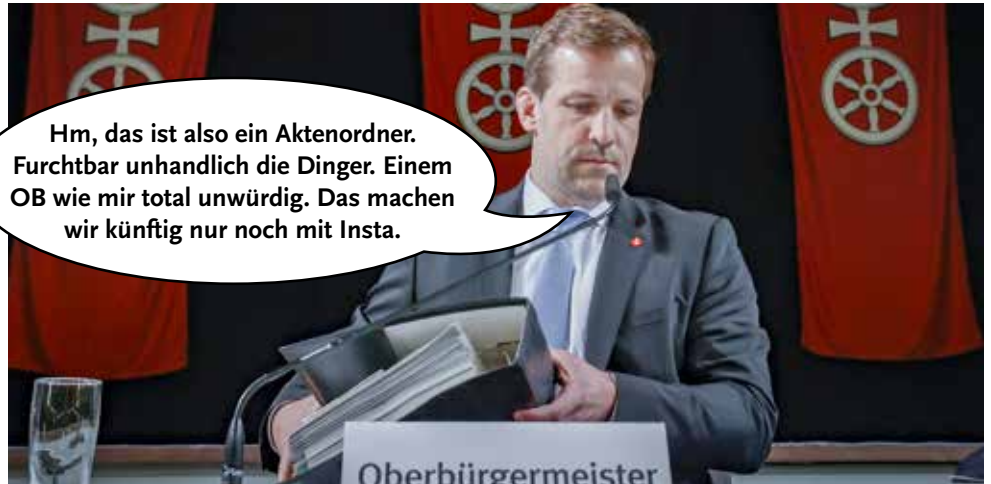 Hm, das ist also ein Aktenordner.
Furchtbar unhandlich die Dinger. Einem
OB wie mir total unwürdig. Das machen
wir künftig nur noch mit Insta.
Oberbürgermeister